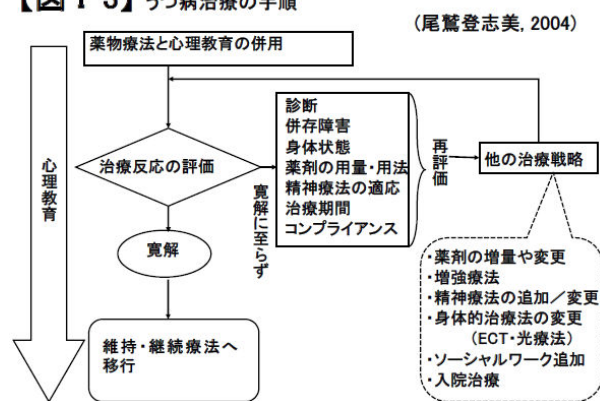 【図1-3】 うつ病治療の手順
(尾鷲登志美, 2004)
薬物療法と心理教育の併用
心理教育
治療反応の評価
寛解に至らず
診断
併存障害
身体状態
薬剤の用量・用法
精神療法の適応
治療期間
コンプライアンス
再評価
他の治療戦略
寛解
維持・継続療法へ
移行
・薬剤の増量や変更
・増強療法
・精神療法の追加／変更
・身体的治療法の変更
(ECT・光療法)
・ソーシャルワーク追加
・入院治療